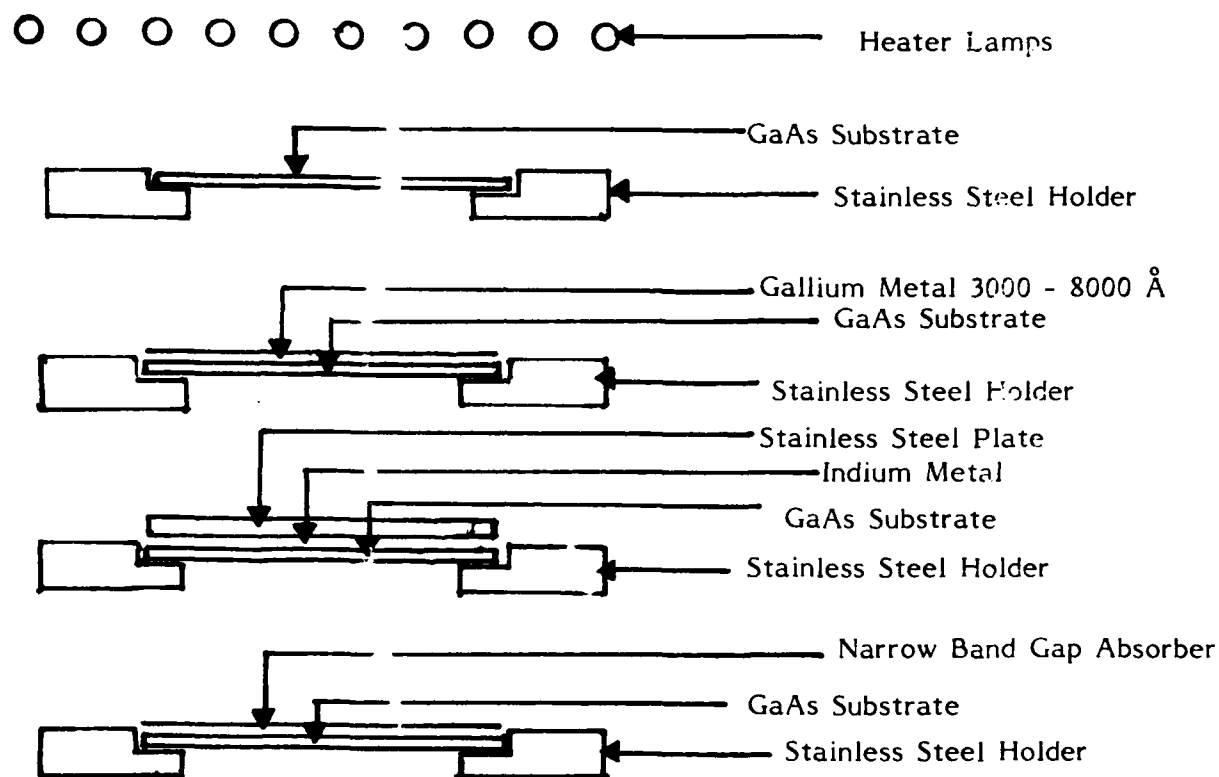 Heater Lamps
GaAs Substrate
Stainless Steel Holder
Gallium Metal 3000 - 8000 Å
GaAs Substrate
Stainless Steel Holder
Stainless Steel Plate
Indium Metal
GaAs Substrate
Stainless Steel Holder
Narrow Band Gap Absorber
GaAs Substrate
Stainless Steel Holder